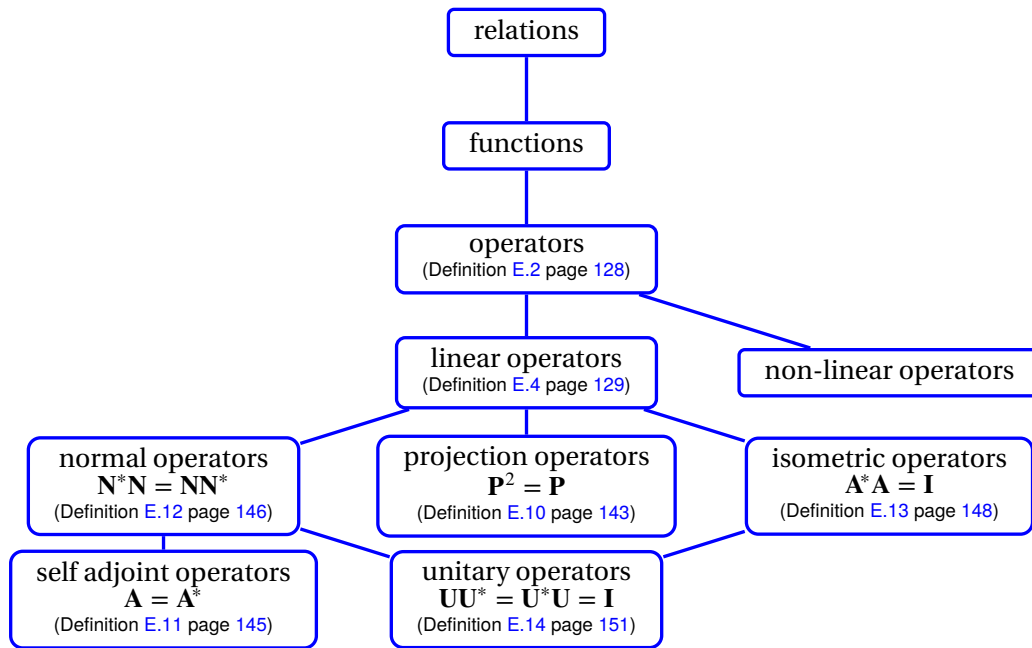 relations
functions
operators
(Definition E.2 page 128)
linear operators
(Definition E.4 page 129)
non-linear operators
normal operators
N*N = NN*
(Definition E.12 page 146)
projection operators
P² = P
(Definition E.10 page 143)
isometric operators
A*A = I
(Definition E.13 page 148)
self adjoint operators
A = A*
(Definition E.11 page 145)
unitary operators
UU* = U*U = I
(Definition E.14 page 151)